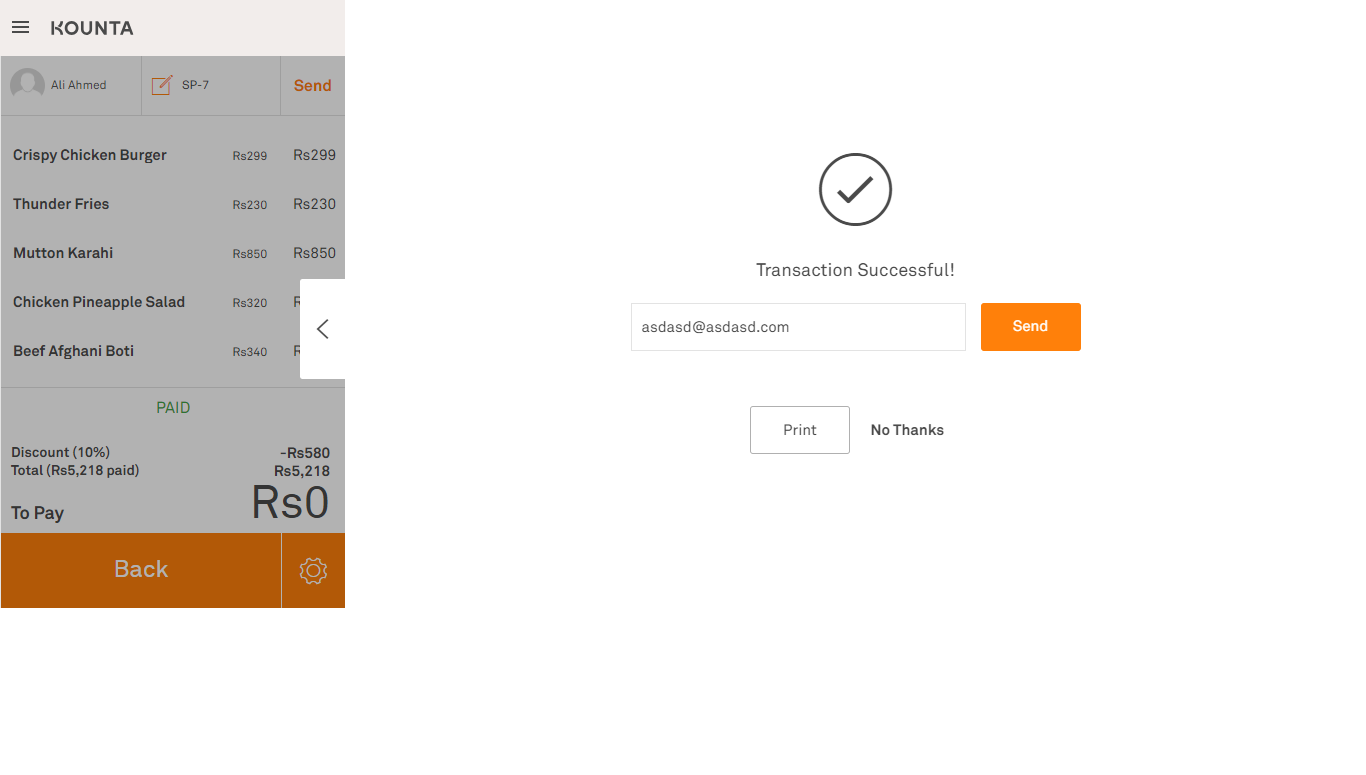 KOUNTA
Ali Ahmed SP-7 Send
Crispy Chicken Burger Rs299 Rs299
Thunder Fries Rs230 Rs230
Mutton Karahi Rs850 Rs850
Chicken Pineapple Salad Rs320
Beef Afghani Boti Rs340
PAID
Discount (10%) -Rs580
Total (Rs5,218 paid) Rs5,218
To Pay Rs0
Back
Transaction Successful!
asdasd@asdasd.com Send
Print No Thanks